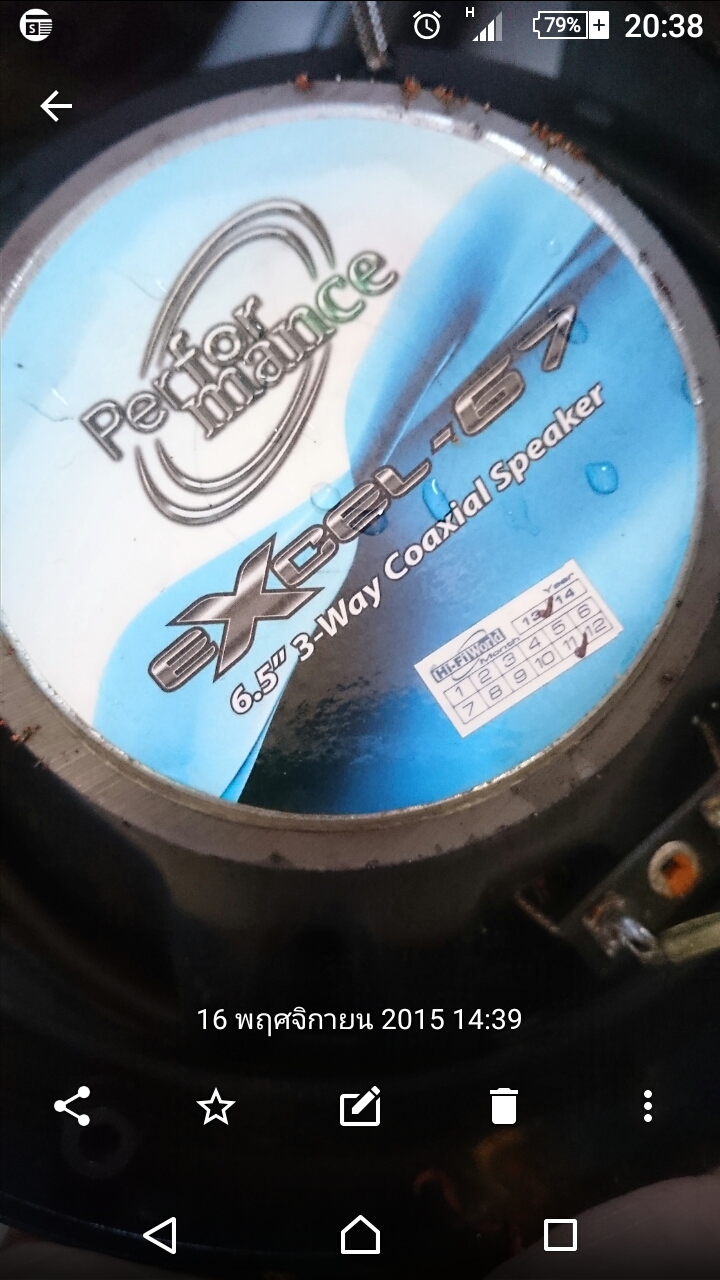 79% 20:38
H
Perfor
mance
eXCEL-67
6.5" 3-Way Coaxial Speaker
Hi-Fi World
Year
Month
13 14
1 2 3 4 5 6
7 8 9 10 11 12
16 พฤศจิกายน 2015 14:39